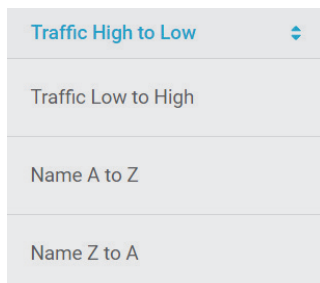 Traffic High to Low
Traffic Low to High
Name A to Z
Name Z to A